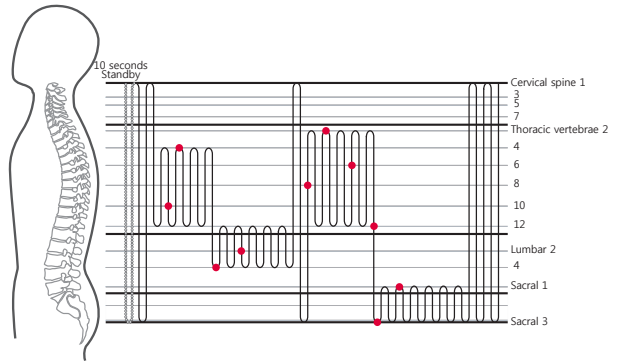 10 seconds
Standby
Cervical spine 1
3
5
7
Thoracic vertebrae 2
4
6
8
10
12
Lumbar 2
4
Sacral 1
Sacral 3